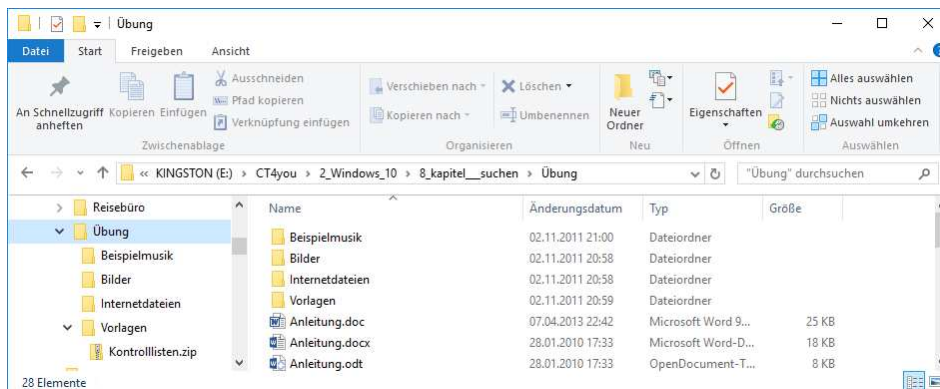 Übung
Datei Start Freigeben Ansicht
An Schnellzugriff anheften
Kopieren
Einfügen
Ausschneiden
Pfad kopieren
Verknüpfung einfügen
Zwischenablage
Verschieben nach
Kopieren nach
Löschen
Umbenennen
Organisieren
Neuer Ordner
Neu
Eigenschaften
Öffnen
Alles auswählen
Nichts auswählen
Auswahl umkehren
Auswählen
« KINGSTON (E:) > CT4you > 2_Windows_10 > 8_kapitel__suchen > Übung
"Übung" durchsuchen
Reisebüro
Übung
Beispielmusik
Bilder
Internetdateien
Vorlagen
Kontrolllisten.zip
Name Änderungsdatum Typ Größe
Beispielmusik 02.11.2011 21:00 Dateiordner
Bilder 02.11.2011 20:58 Dateiordner
Internetdateien 02.11.2011 20:58 Dateiordner
Vorlagen 02.11.2011 20:59 Dateiordner
Anleitung.doc 07.04.2013 22:42 Microsoft Word 9... 25 KB
Anleitung.docx 28.01.2010 17:33 Microsoft Word-D... 18 KB
Anleitung.odt 28.01.2010 17:33 OpenDocument-T... 8 KB
28 Elemente